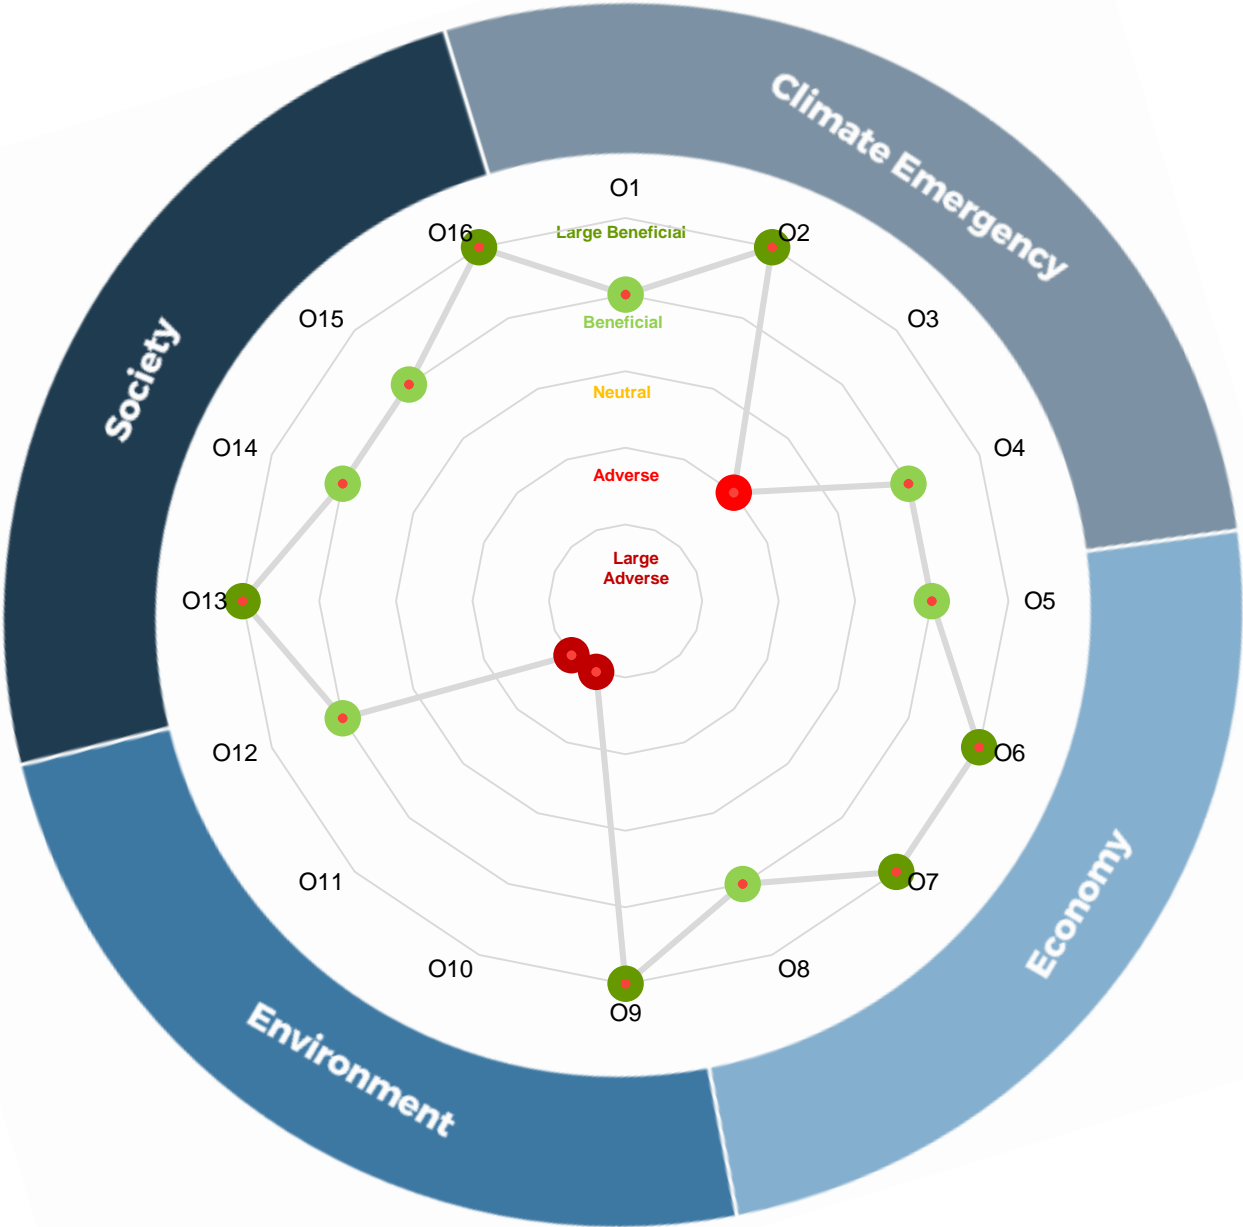 Climate Emergency
Society
O1
O16
Large Beneficial
O2
O15
Beneficial
O3
Neutral
O14
O4
Adverse
Large
Adverse
O13
O5
O12
O6
O11
O7
O10
O8
O9
Economy
Environment